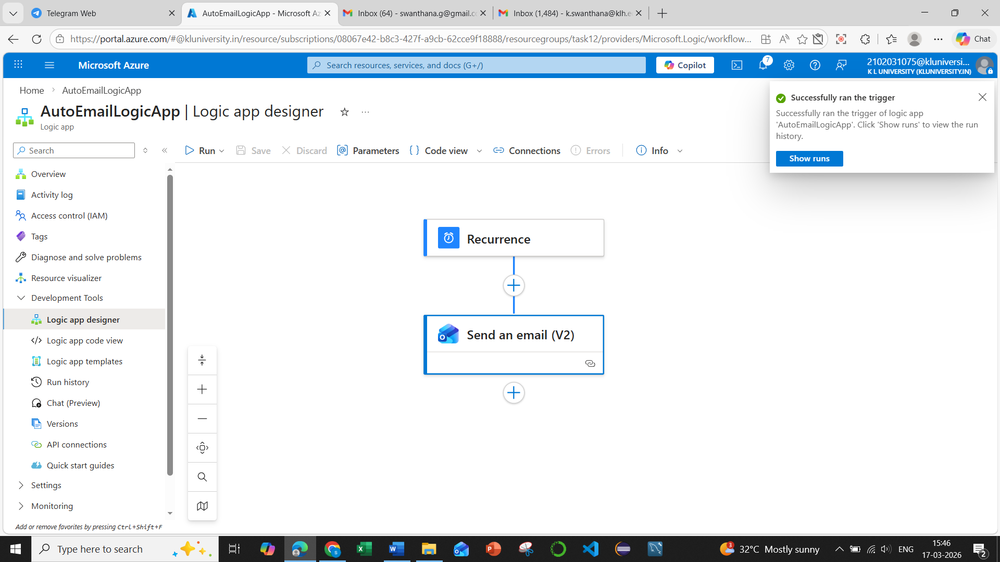 Telegram Web
AutoEmailLogicApp - Microsoft Az
Inbox (64) - swanthana.g@gmail.c
Inbox (1,484) - k.swanthana@klh.e
https://portal.azure.com/#@kluniversity.in/resource/subscriptions/08067e42-b8c3-427f-a9cb-62cce9f18888/resourcegroups/task12/providers/Microsoft.Logic/workflow...
Chat
Microsoft Azure
Search resources, services, and docs (G+/)
Copilot
7
2102031075@kluniversi...
K L UNIVERSITY (KLUNIVERSITY.IN)
Home
AutoEmailLogicApp
AutoEmailLogicApp | Logic app designer
Logic app
Successfully ran the trigger
Successfully ran the trigger of logic app
'AutoEmailLogicApp'. Click 'Show runs' to view the run
history.
Show runs
Search
Run
Save
Discard
Parameters
Code view
Connections
Errors
Info
Overview
Activity log
Access control (IAM)
Tags
Diagnose and solve problems
Resource visualizer
Development Tools
Logic app designer
Logic app code view
Logic app templates
Run history
Chat (Preview)
Versions
API connections
Quick start guides
Settings
Monitoring
Add or remove favorites by pressing Ctrl+Shift+F
Recurrence
Send an email (V2)
Type here to search
3
32°C Mostly sunny
ENG
15:46
17-03-2026
2